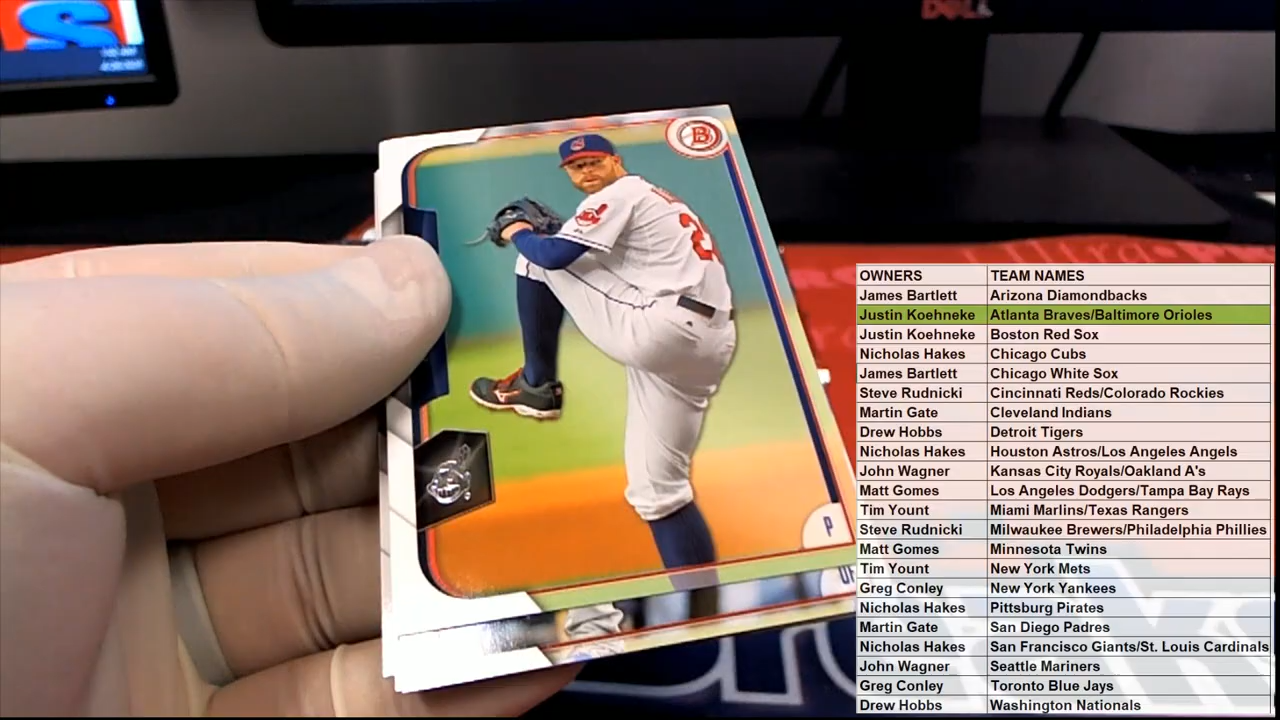 DELL
B
2
P
OF
OWNERS TEAM NAMES
James Bartlett Arizona Diamondbacks
Justin Koehneke Atlanta Braves/Baltimore Orioles
Justin Koehneke Boston Red Sox
Nicholas Hakes Chicago Cubs
James Bartlett Chicago White Sox
Steve Rudnicki Cincinnati Reds/Colorado Rockies
Martin Gate Cleveland Indians
Drew Hobbs Detroit Tigers
Nicholas Hakes Houston Astros/Los Angeles Angels
John Wagner Kansas City Royals/Oakland A's
Matt Gomes Los Angeles Dodgers/Tampa Bay Rays
Tim Yount Miami Marlins/Texas Rangers
Steve Rudnicki Milwaukee Brewers/Philadelphia Phillies
Matt Gomes Minnesota Twins
Tim Yount New York Mets
Greg Conley New York Yankees
Nicholas Hakes Pittsburg Pirates
Martin Gate San Diego Padres
Nicholas Hakes San Francisco Giants/St. Louis Cardinals
John Wagner Seattle Mariners
Greg Conley Toronto Blue Jays
Drew Hobbs Washington Nationals